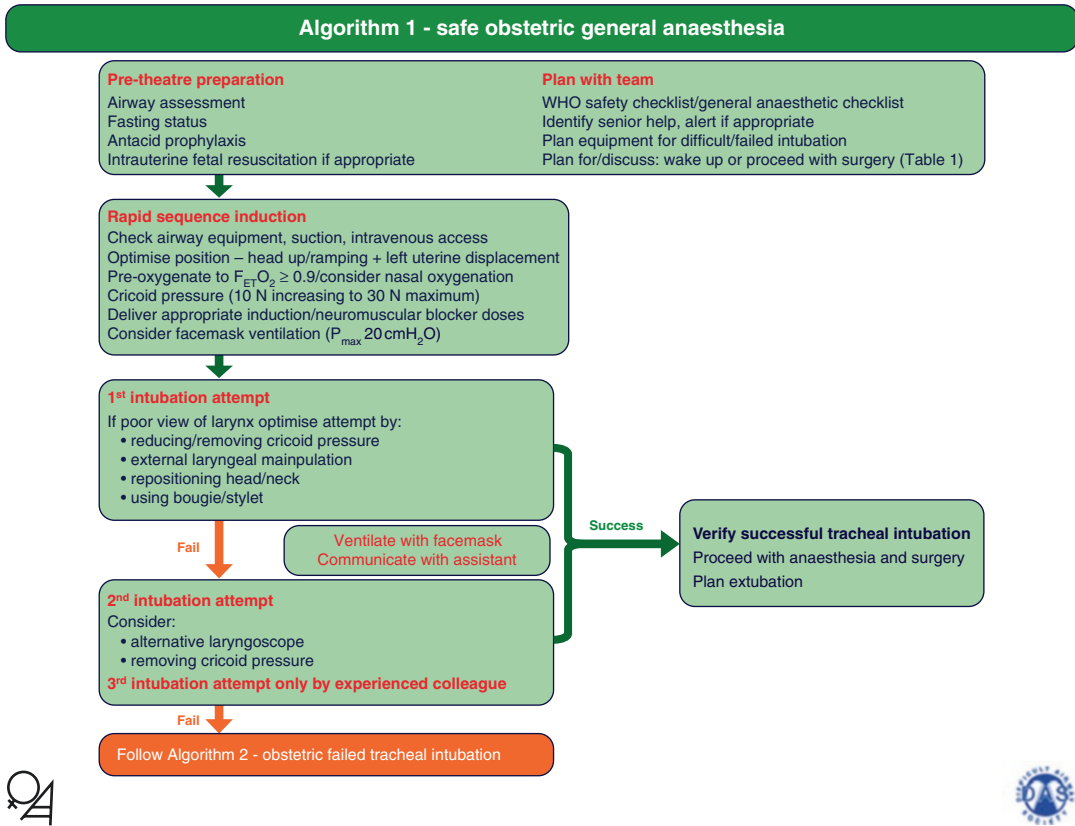 Algorithm 1 - safe obstetric general anaesthesia
Pre-theatre preparation
Airway assessment
Fasting status
Antacid prophylaxis
Intrauterine fetal resuscitation if appropriate
Plan with team
WHO safety checklist/general anaesthetic checklist
Identify senior help, alert if appropriate
Plan equipment for difficult/failed intubation
Plan for/discuss: wake up or proceed with surgery (Table 1)
Rapid sequence induction
Check airway equipment, suction, intravenous access
Optimise position – head up/ramping + left uterine displacement
Pre-oxygenate to FETO2 ≥ 0.9/consider nasal oxygenation
Cricoid pressure (10 N increasing to 30 N maximum)
Deliver appropriate induction/neuromuscular blocker doses
Consider facemask ventilation (Pmax 20 cmH2O)
1st intubation attempt
If poor view of larynx optimise attempt by:
• reducing/removing cricoid pressure
• external laryngeal mainpulation
• repositioning head/neck
• using bougie/stylet
Fail
Ventilate with facemask
Communicate with assistant
Success
Verify successful tracheal intubation
Proceed with anaesthesia and surgery
Plan extubation
2nd intubation attempt
Consider:
• alternative laryngoscope
• removing cricoid pressure
3rd intubation attempt only by experienced colleague
Fail
Follow Algorithm 2 - obstetric failed tracheal intubation
DIFFICULT AIRWAY
DAS
SOCIETY